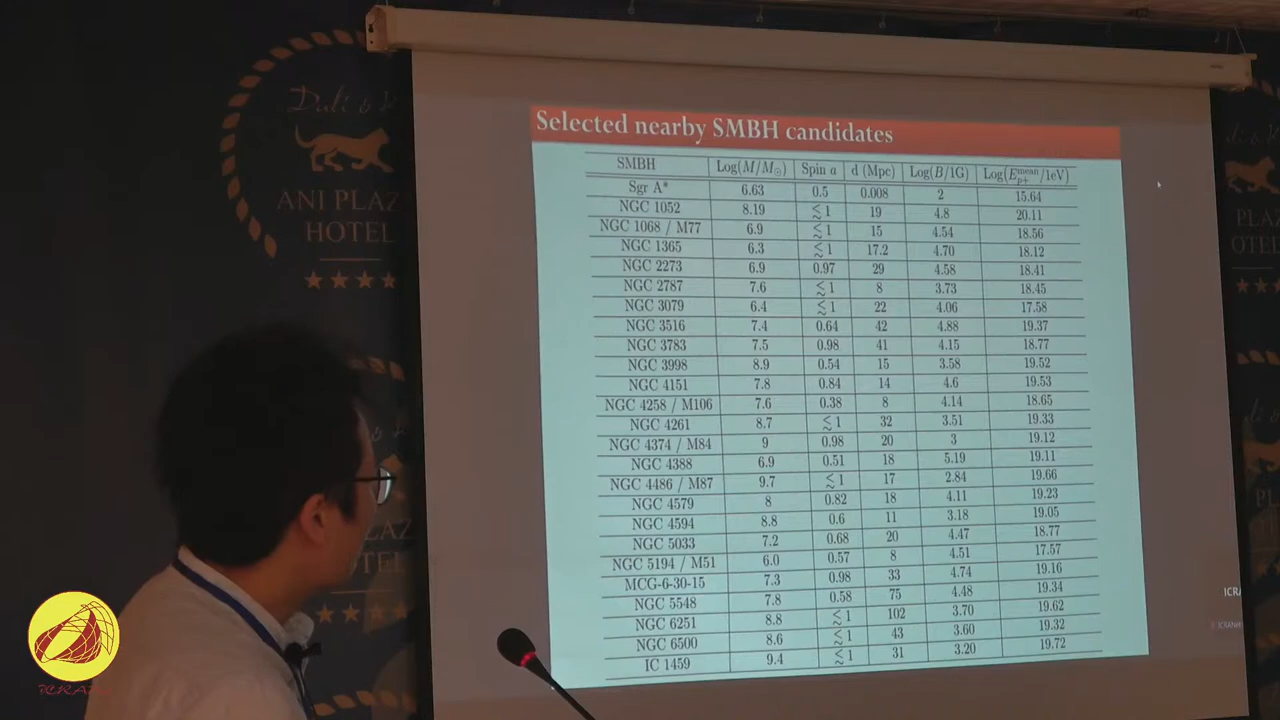 Selected nearby SMBH candidates
SMBH Log(M/M☉) Spin a d (Mpc) Log(B/1G) Log(E_p+^mean/1eV)
Sgr A* 6.63 0.5 0.008 2 15.64
NGC 1052 8.19 ≲ 1 19 4.8 20.11
NGC 1068 / M77 6.9 ≲ 1 15 4.54 18.56
NGC 1365 6.3 ≲ 1 17.2 4.70 18.12
NGC 2273 6.9 0.97 29 4.58 18.41
NGC 2787 7.6 ≲ 1 8 3.73 18.45
NGC 3079 6.4 ≲ 1 22 4.06 17.58
NGC 3516 7.4 0.64 42 4.88 19.37
NGC 3783 7.5 0.98 41 4.15 18.77
NGC 3998 8.9 0.54 15 3.58 19.52
NGC 4151 7.8 0.84 14 4.6 19.53
NGC 4258 / M106 7.6 0.38 8 4.14 18.65
NGC 4261 8.7 ≲ 1 32 3.51 19.33
NGC 4374 / M84 9 0.98 20 3 19.12
NGC 4388 6.9 0.51 18 5.19 19.11
NGC 4486 / M87 9.7 ≲ 1 17 2.84 19.66
NGC 4579 8 0.82 18 4.11 19.23
NGC 4594 8.8 0.6 11 3.18 19.05
NGC 5033 7.2 0.68 20 4.47 18.77
NGC 5194 / M51 6.0 0.57 8 4.51 17.57
MCG-6-30-15 7.3 0.98 33 4.74 19.16
NGC 5548 7.8 0.58 75 4.48 19.34
NGC 6251 8.8 ≲ 1 102 3.70 19.62
NGC 6500 8.6 ≲ 1 43 3.60 19.32
IC 1459 9.4 ≲ 1 31 3.20 19.72
ANI PLAZ
HOTEL
PLAZ
OTEL
LAZ
TEL
ICRA